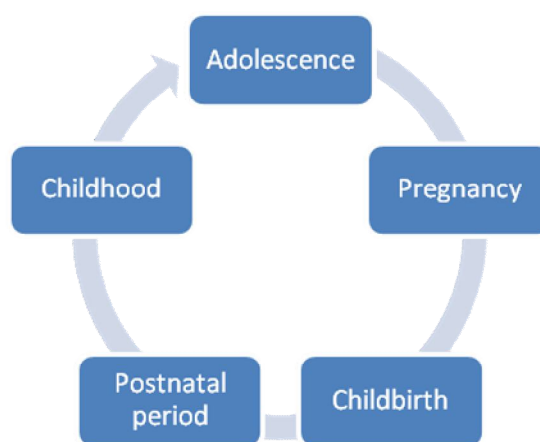 Adolescence
Pregnancy
Childbirth
Postnatal
period
Childhood